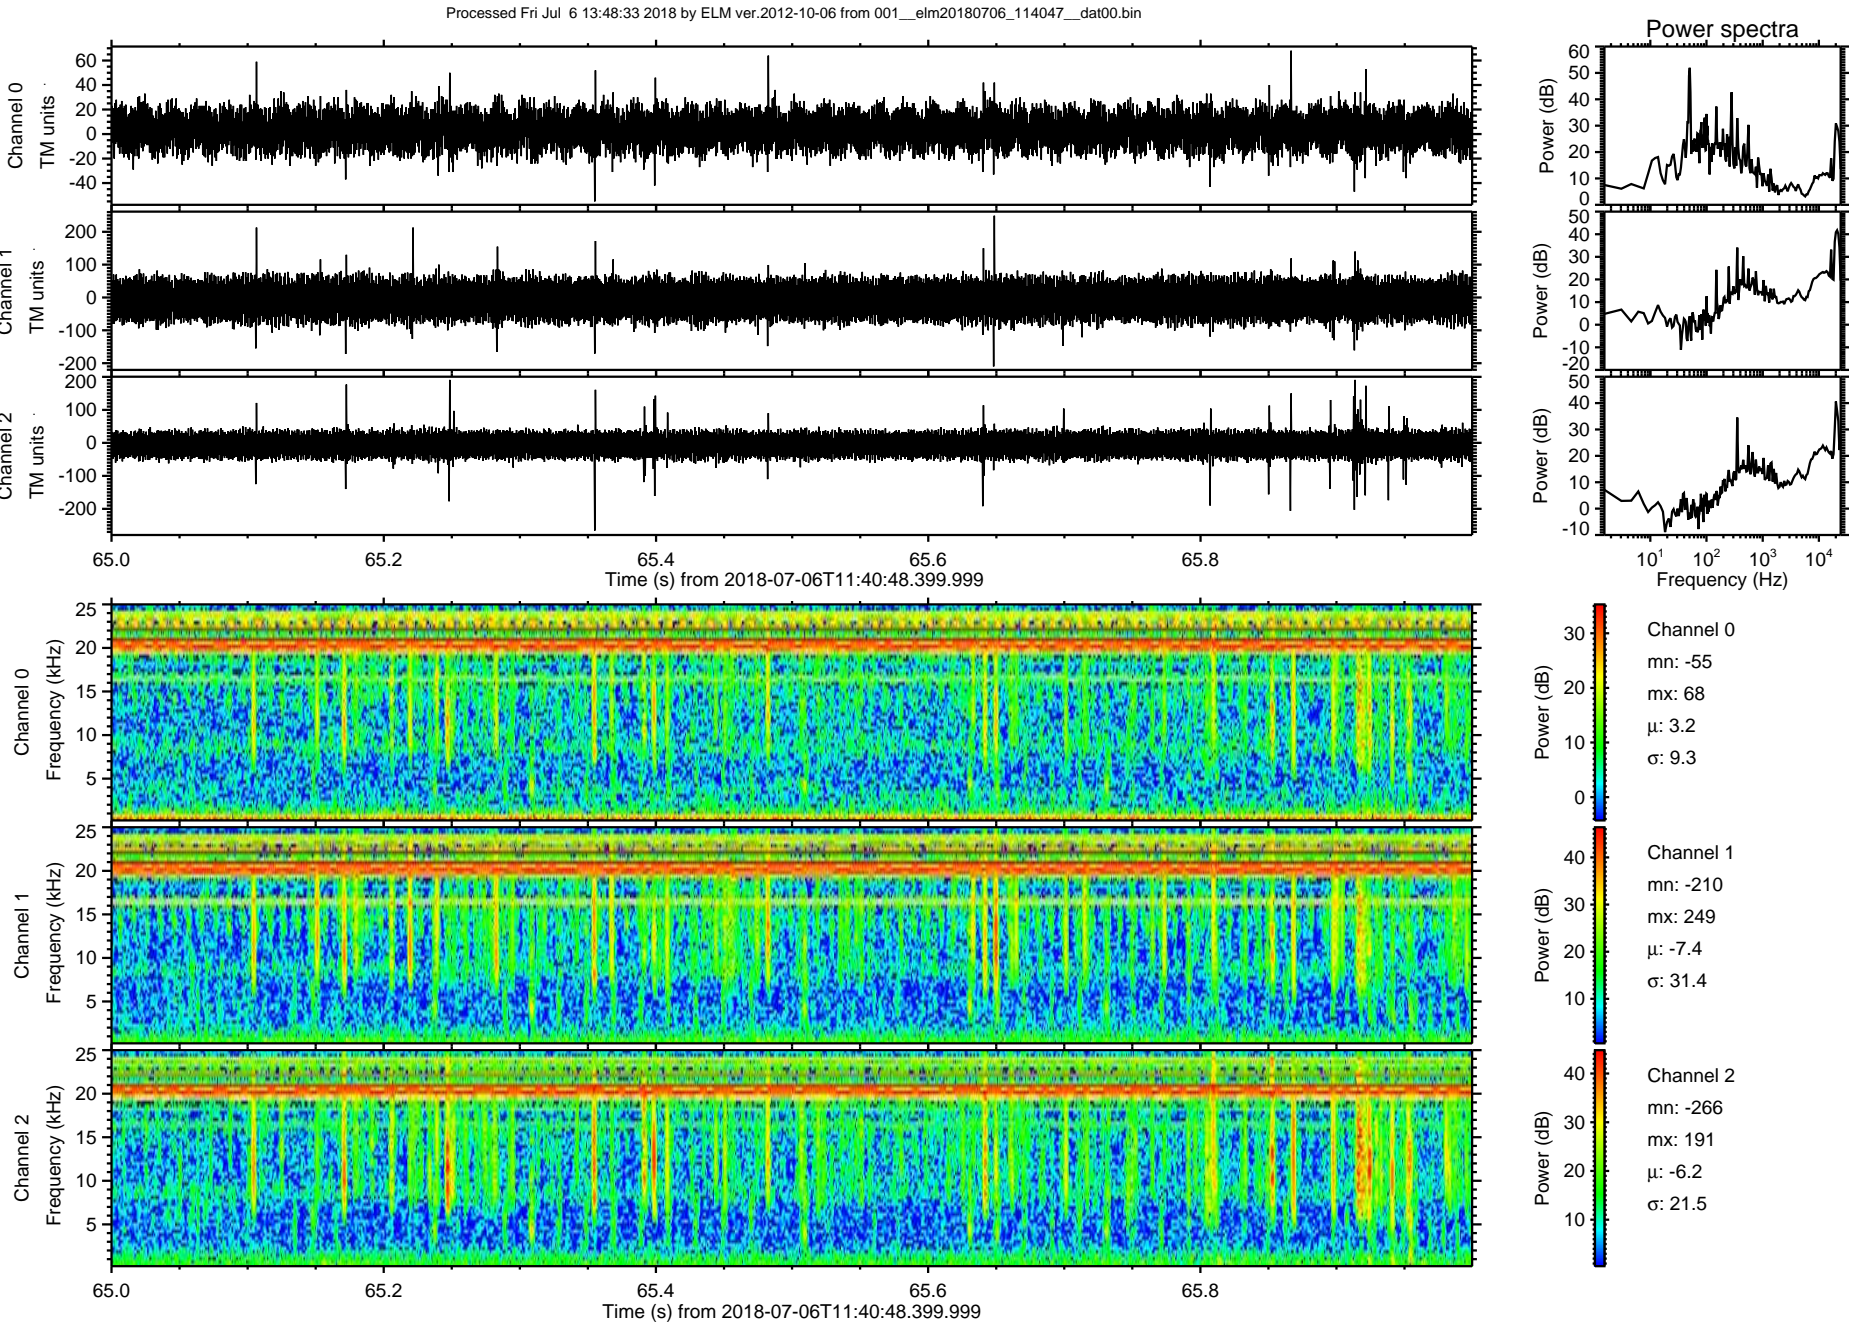 Processed Fri Jul  6 13:48:33 2018 by ELM ver.2012-10-06 from 001__elm20180706_114047__dat00.bin
Power spectra
Channel 0
TM units
60
40
20
0
-20
-40
Power (dB)
60
50
40
30
20
10
0
Channel 1
TM units
200
100
0
-100
-200
Power (dB)
50
40
30
20
10
0
-10
-20
Channel 2
TM units
200
100
0
-100
-200
Power (dB)
50
40
30
20
10
0
-10
65.0 65.2 65.4 65.6 65.8
Time (s) from 2018-07-06T11:40:48.399.999
10¹ 10² 10³ 10⁴
Frequency (Hz)
Channel 0
Frequency (kHz)
25
20
15
10
5
Power (dB)
30
20
10
0
Channel 0
mn: -55
mx: 68
μ: 3.2
σ: 9.3
Channel 1
Frequency (kHz)
25
20
15
10
5
Power (dB)
40
30
20
10
Channel 1
mn: -210
mx: 249
μ: -7.4
σ: 31.4
Channel 2
Frequency (kHz)
25
20
15
10
5
Power (dB)
40
30
20
10
Channel 2
mn: -266
mx: 191
μ: -6.2
σ: 21.5
65.0 65.2 65.4 65.6 65.8
Time (s) from 2018-07-06T11:40:48.399.999